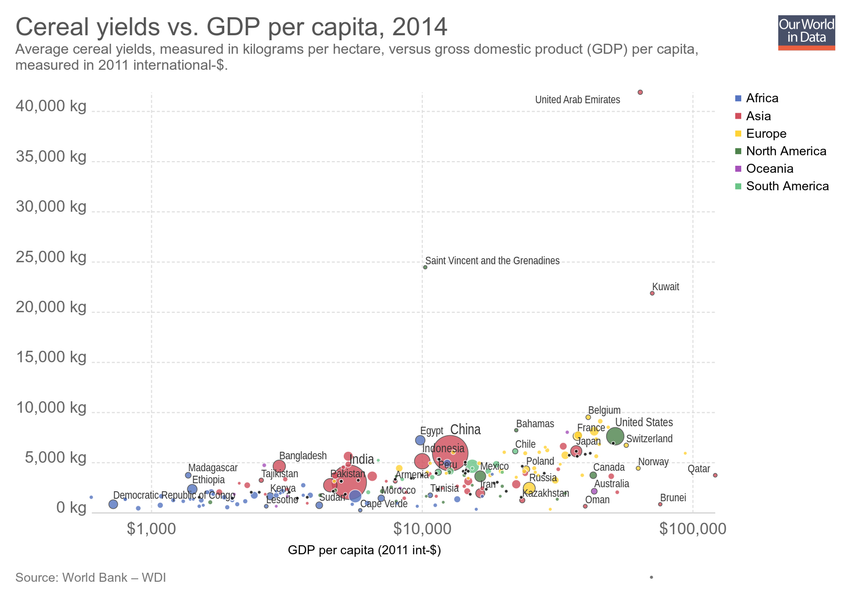 Cereal yields vs. GDP per capita, 2014
Average cereal yields, measured in kilograms per hectare, versus gross domestic product (GDP) per capita,
measured in 2011 international-$.
Our World
in Data
40,000 kg
35,000 kg
30,000 kg
25,000 kg
20,000 kg
15,000 kg
10,000 kg
5,000 kg
0 kg
United Arab Emirates
Saint Vincent and the Grenadines
Kuwait
Belgium
United States
Bahamas
France
Switzerland
Egypt
China
Japan
Chile
Indonesia
Bangladesh
India
Peru
Mexico
Poland
Norway
Canada
Qatar
Madagascar
Tajikistan
Pakistan
Armenia
Ethiopia
Russia
Iran
Australia
Kenya
Morocco
Tunisia
Kazakhstan
Democratic Republic of Congo
Lesotho
Sudan
Cape Verde
Oman
Brunei
$1,000
$10,000
$100,000
GDP per capita (2011 int-$)
Africa
Asia
Europe
North America
Oceania
South America
Source: World Bank – WDI